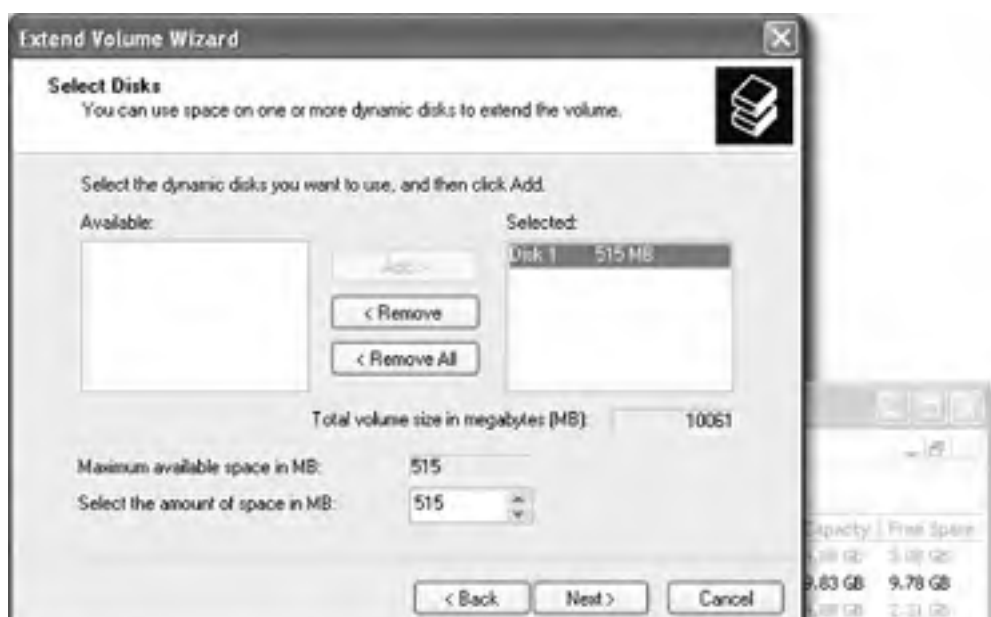 Extend Volume Wizard
Select Disks
You can use space on one or more dynamic disks to extend the volume.
Select the dynamic disks you want to use, and then click Add.
Available:
Selected:
Add >
Disk 1 515 MB
< Remove
< Remove All
Total volume size in megabytes (MB): 10061
Maximum available space in MB: 515
Select the amount of space in MB: 515
Capacity Free Space
9.83 GB 9.78 GB
< Back Next > Cancel